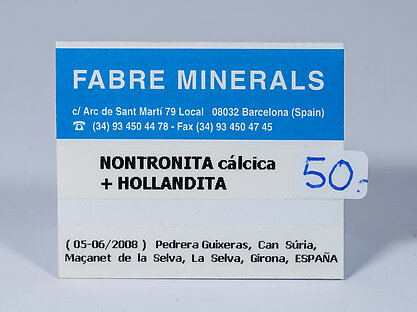 FABRE MINERALS
c/ Arc de Sant Martí 79 Local 08032 Barcelona (Spain)
☎ (34) 93 450 44 78 - Fax (34) 93 450 47 45
NONTRONITA cálcica
+ HOLLANDITA
50.-
( 05-06/2008 ) Pedrera Guixeras, Can Súria,
Maçanet de la Selva, La Selva, Girona, ESPAÑA